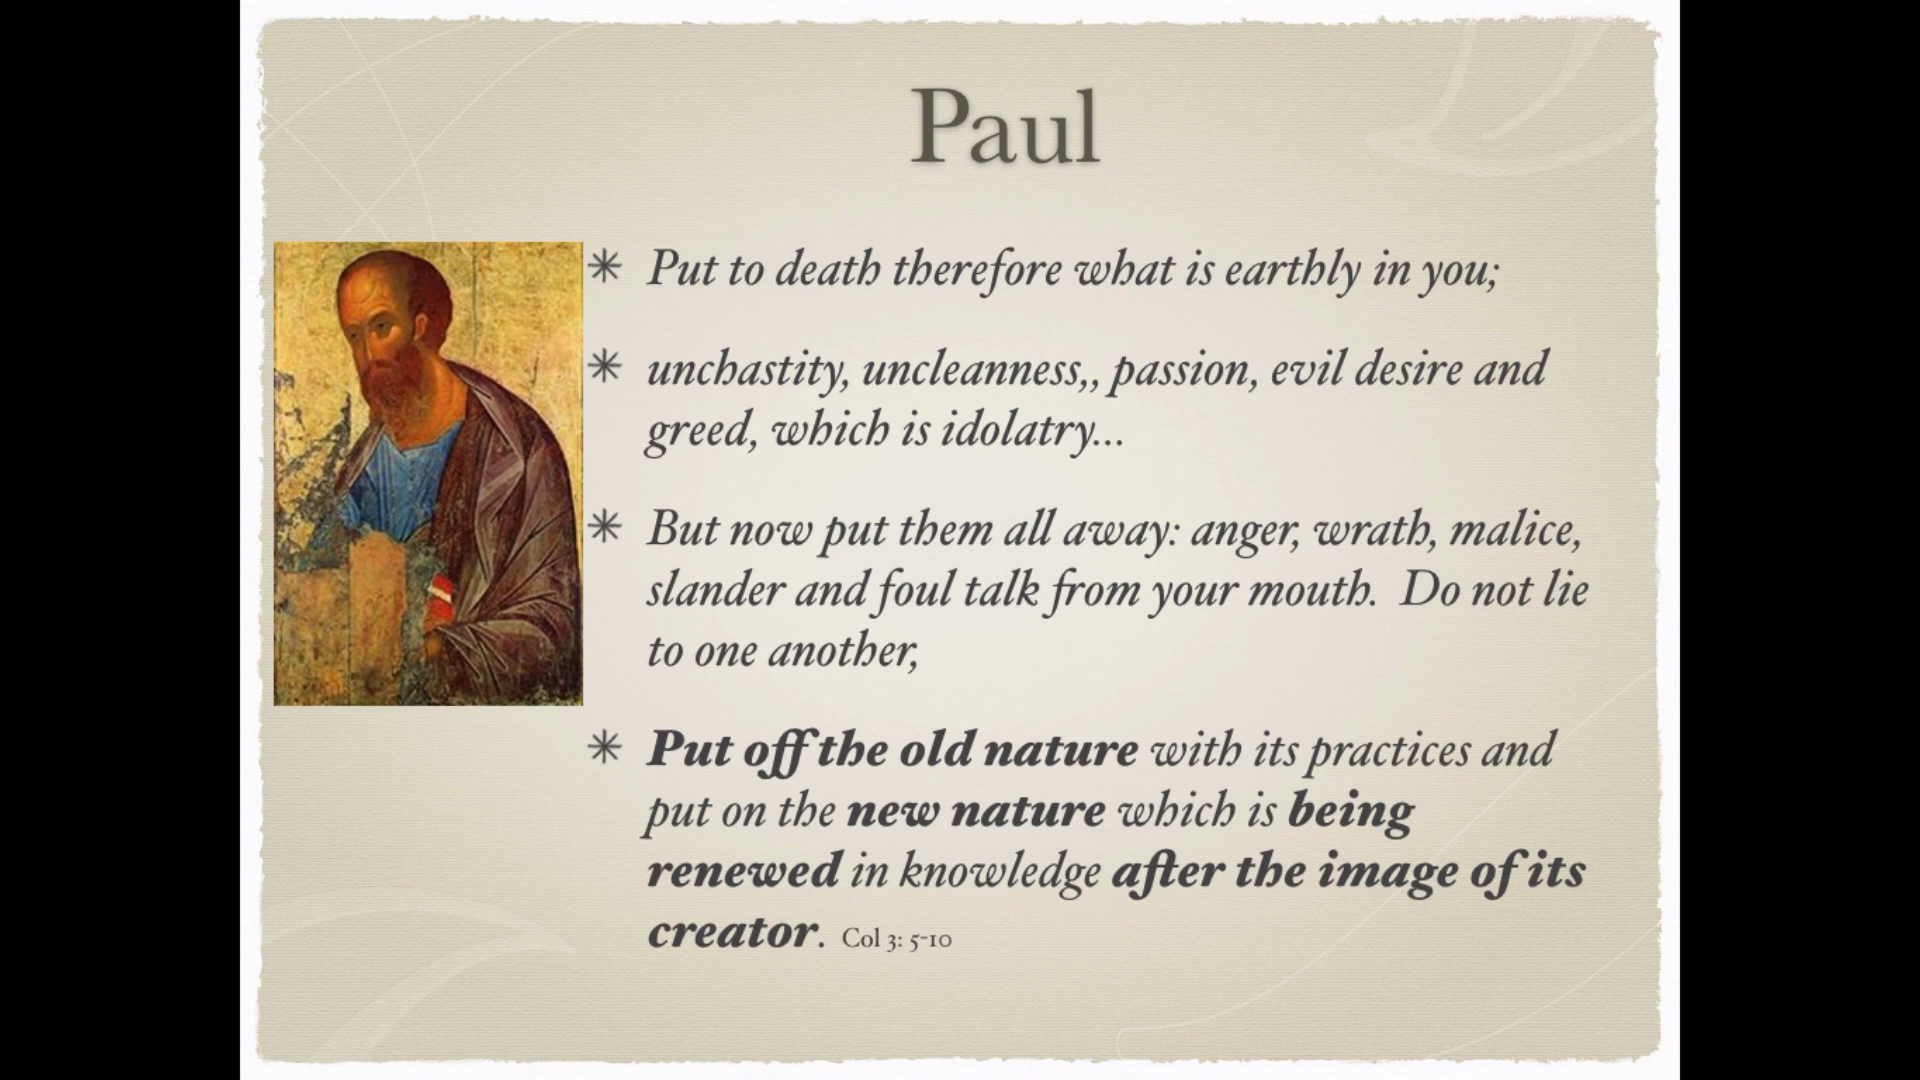 Paul
Put to death therefore what is earthly in you;
unchastity, uncleanness,, passion, evil desire and
greed, which is idolatry...
But now put them all away: anger, wrath, malice,
slander and foul talk from your mouth.  Do not lie
to one another,
Put off the old nature with its practices and
put on the new nature which is being
renewed in knowledge after the image of its
creator.  Col 3: 5-10